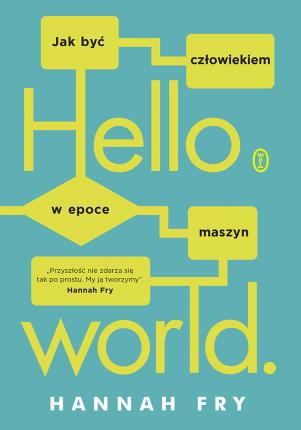 Jak być
człowiekiem
Hello
w epoce
maszyn
„Przyszłość nie zdarza się
tak po prostu. My ją tworzymy”.
Hannah Fry
world.
HANNAH FRY